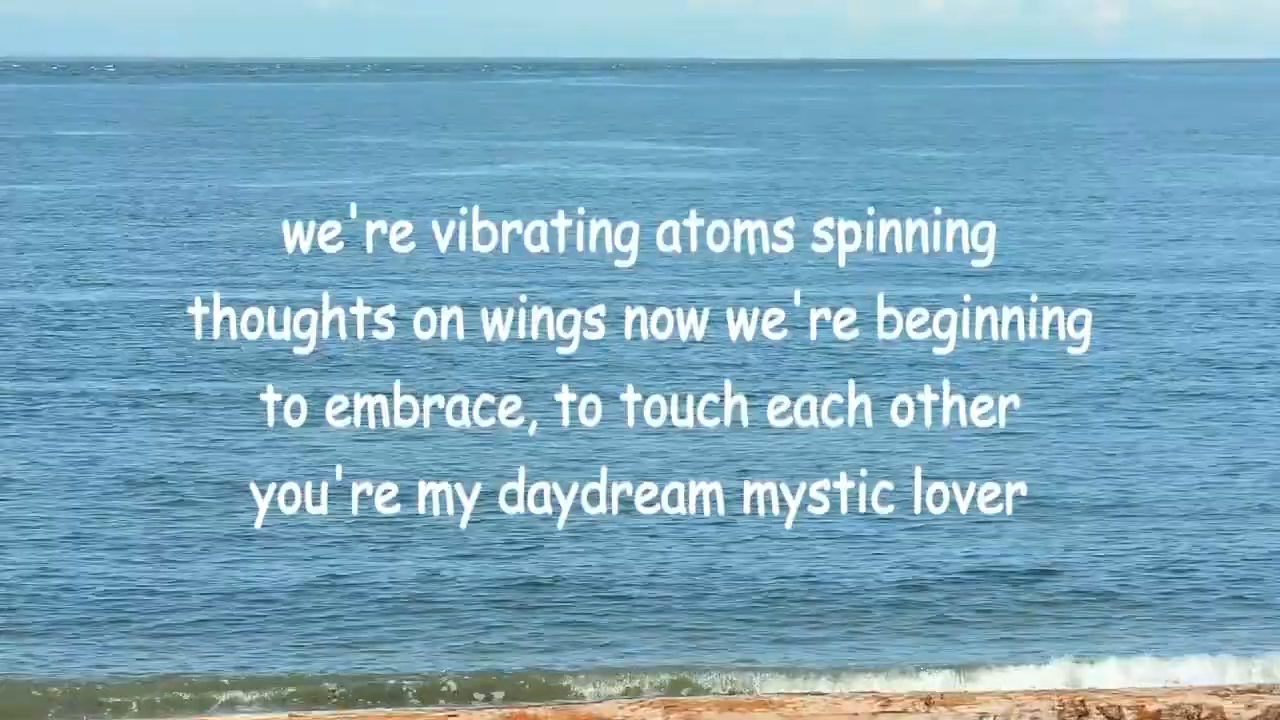 we're vibrating atoms spinning
thoughts on wings now we're beginning
to embrace, to touch each other
you're my daydream mystic lover